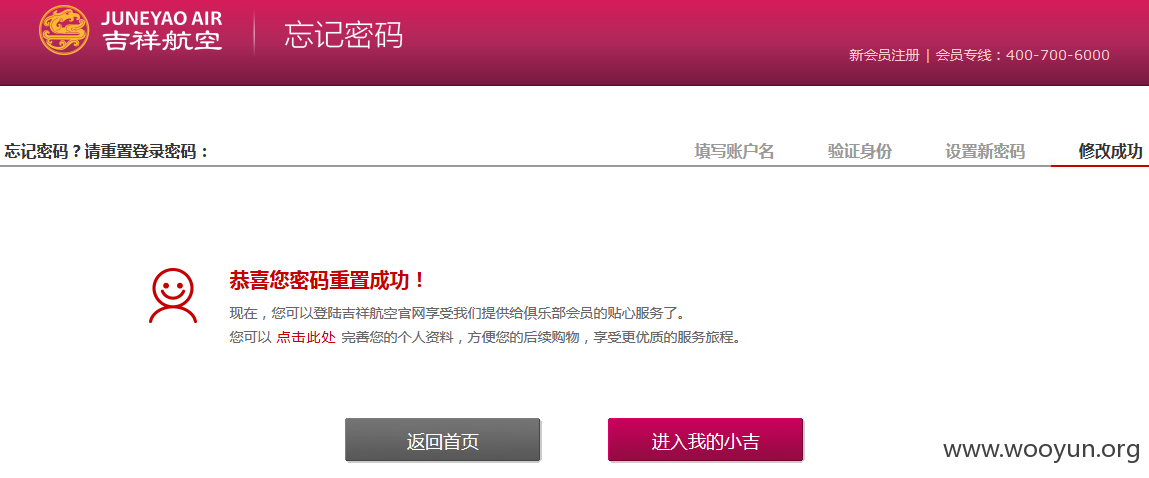 JUNEYAO AIR
吉祥航空
忘记密码
新会员注册 | 会员专线：400-700-6000
忘记密码？请重置登录密码：
填写账户名 验证身份 设置新密码 修改成功
恭喜您密码重置成功！
现在，您可以登陆吉祥航空官网享受我们提供给俱乐部会员的贴心服务了。
您可以 点击此处 完善您的个人资料，方便您的后续购物，享受更优质的服务旅程。
返回首页 进入我的小吉
www.wooyun.org